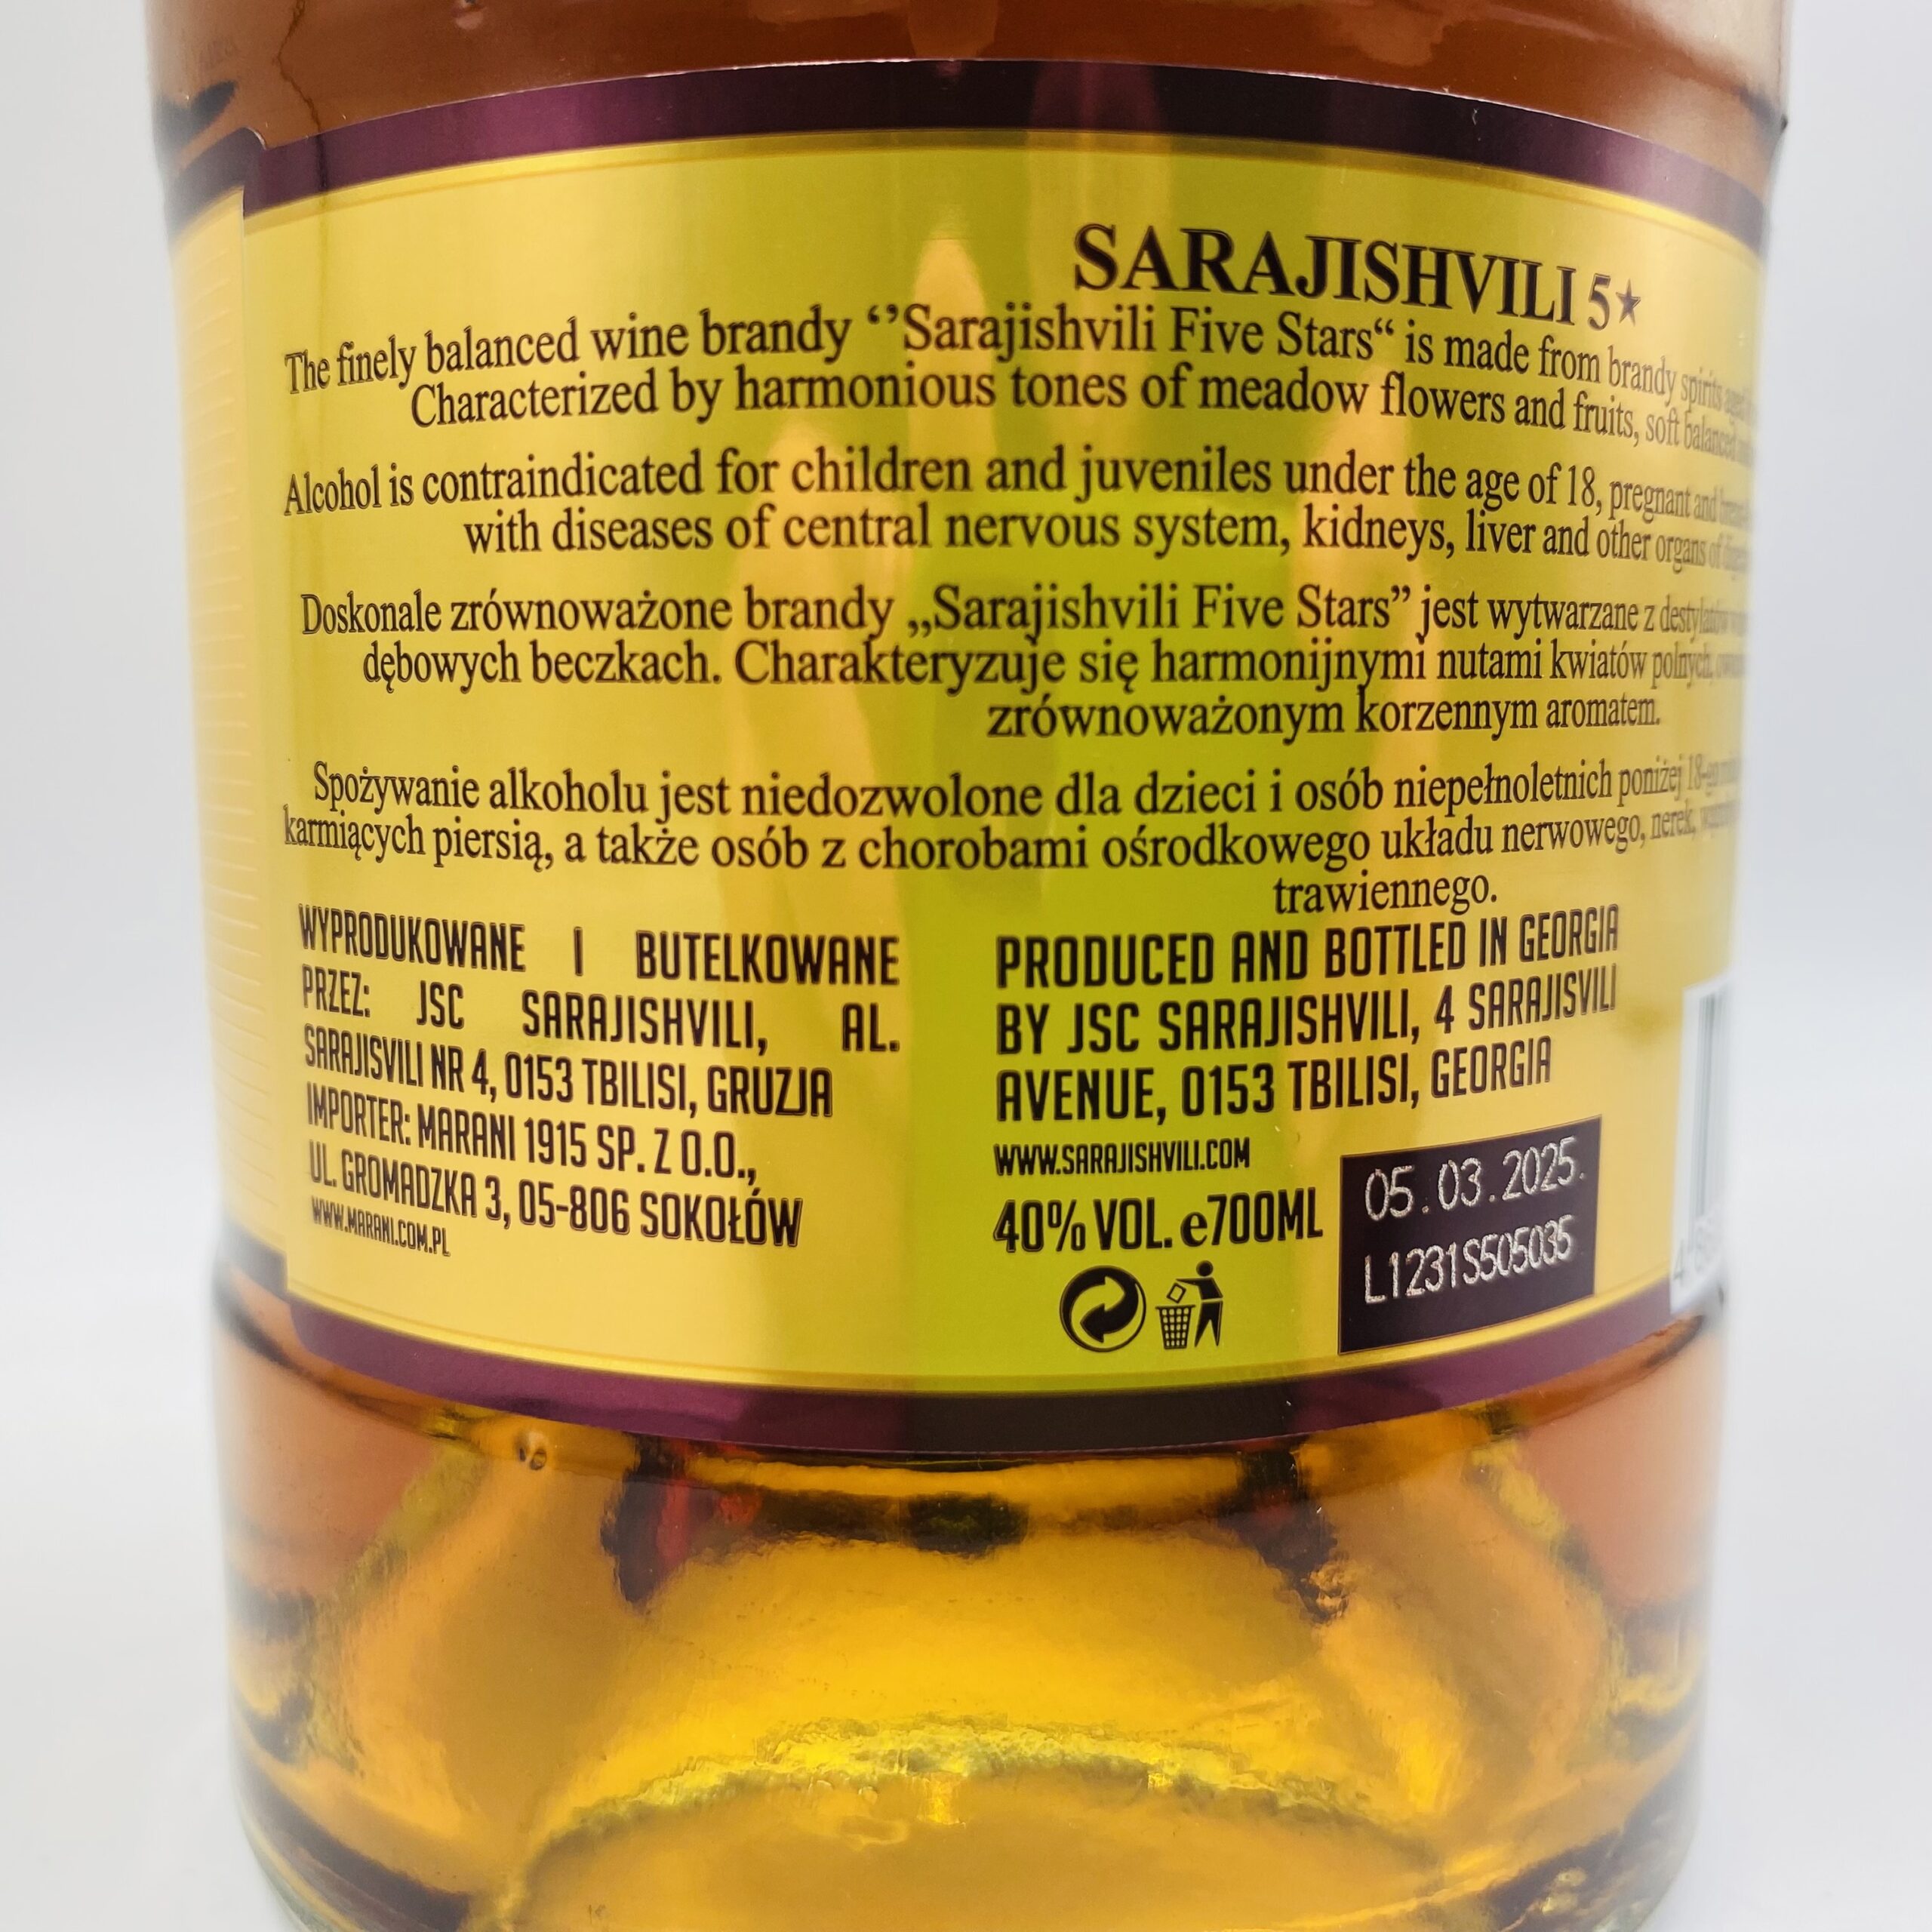 SARAJISHVILI 5★
The finely balanced wine brandy ‘’Sarajishvili Five Stars“ is made from brandy spirits
Characterized by harmonious tones of meadow flowers and fruits, soft balanced
Alcohol is contraindicated for children and juveniles under the age of 18, pregnant and
with diseases of central nervous system, kidneys, liver and other organs of
Doskonale zrównoważone brandy „Sarajishvili Five Stars” jest wytwarzane z destylatów
dębowych beczkach. Charakteryzuje się harmonijnymi nutami kwiatów polnych,
zrównoważonym korzennym aromatem.
Spożywanie alkoholu jest niedozwolone dla dzieci i osób niepełnoletnich poniżej
karmiących piersią, a także osób z chorobami ośrodkowego układu nerwowego, nerek,
trawiennego.
WYPRODUKOWANE I BUTELKOWANE
PRZEZ: JSC SARAJISHVILI, AL.
SARAJISVILI NR 4, 0153 TBILISI, GRUZJA
IMPORTER: MARANI 1915 SP. Z O.O.,
UL. GROMADZKA 3, 05-806 SOKOŁÓW
WWW.MARANI.COM.PL
PRODUCED AND BOTTLED IN GEORGIA
BY JSC SARAJISHVILI, 4 SARAJISVILI
AVENUE, 0153 TBILISI, GEORGIA
WWW.SARAJISHVILI.COM
40% VOL. e700ML
05.03.2025.
L1231S505035
4